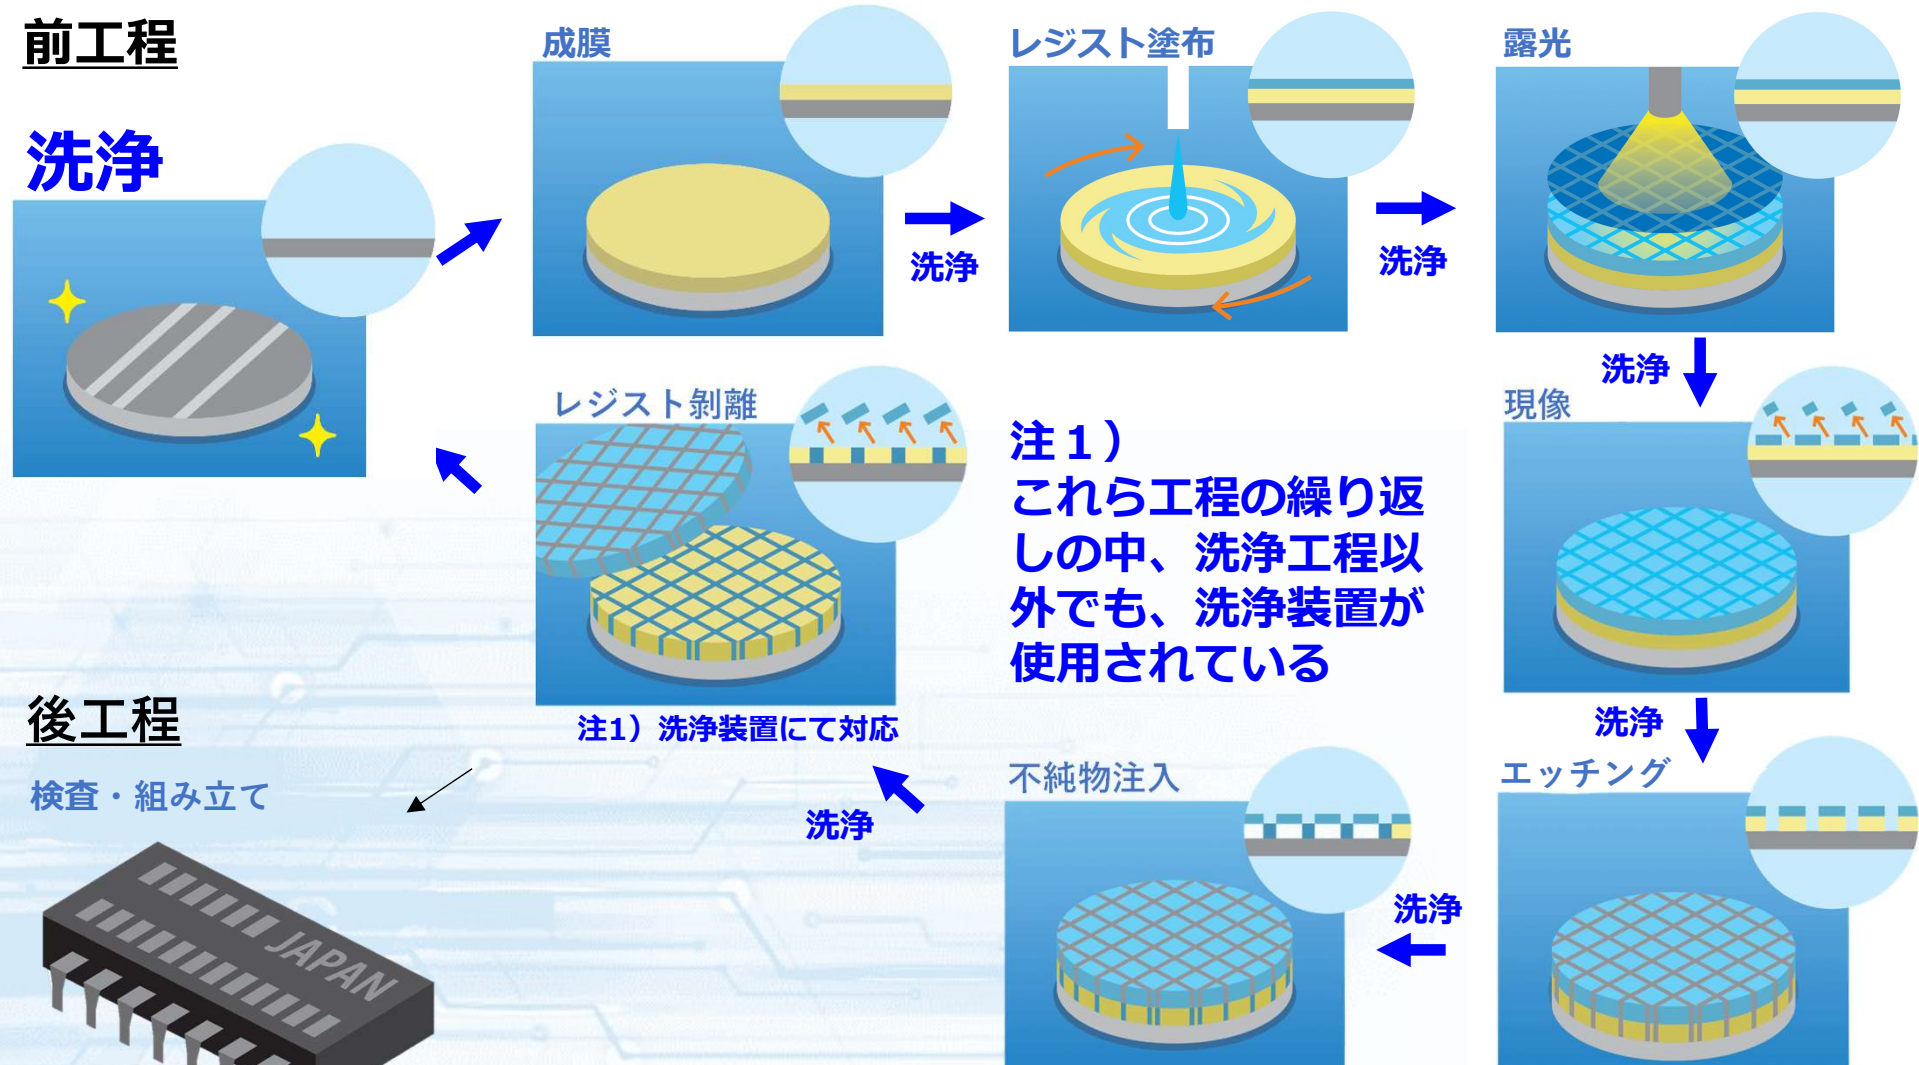 前工程
洗浄
成膜
洗浄
レジスト塗布
洗浄
露光
洗浄
現像
洗浄
エッチング
洗浄
不純物注入
洗浄
レジスト剝離
注1）洗浄装置にて対応
注１）
これら工程の繰り返
しの中、洗浄工程以
外でも、洗浄装置が
使用されている
後工程
検査・組み立て
JAPAN